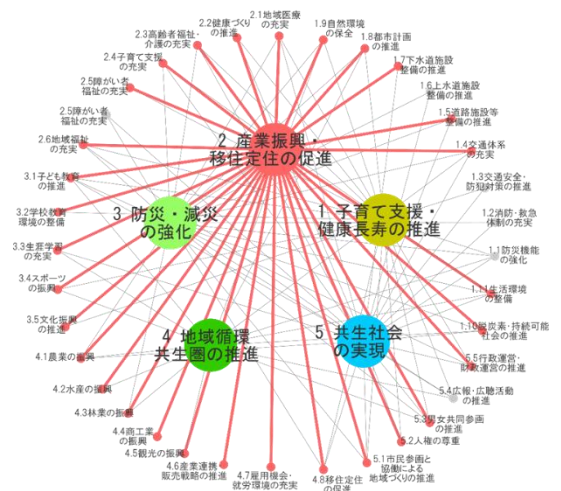 2.1地域医療
の充実
1.9自然環境
の保全
1.8都市計画
の推進
1.7下水道施設
整備の推進
1.6上水道施設
整備の推進
1.5道路施設等
整備の推進
1.4交通体系
の充実
1.3交通安全・
防犯対策の推進
1.2消防・救急
体制の充実
1.1防災機能
の強化
1.11生活環境
の整備
1.10脱炭素・持続可能
社会の推進
5.5行政運営・
財政運営の推進
5.4広報・広聴活動
の推進
5.3男女共同参画
の推進
5.2人権の尊重
5.1市民参画と
協働による
地域づくりの推進
4.8移住定住
の促進
4.7雇用機会・
就労環境の充実
4.6産業連携・
販売戦略の推進
4.5観光の振興
4.4商工業
の振興
4.3林業の振興
4.2水産の振興
4.1農業の振興
3.5文化振興
の推進
3.4スポーツ
の振興
3.3生涯学習
の充実
3.2学校教育
環境の整備
3.1子ども教育
の推進
2.6地域福祉
の充実
2.5障がい者
福祉の充実
2.5障がい者
福祉の充実
2.4子育て支援
の充実
2.3高齢者福祉・
介護の充実
2.2健康づくり
の推進
2 産業振興・
移住定住の促進
1 子育て支援・
健康長寿の推進
3 防災・減災
の強化
4 地域循環
共生圏の推進
5 共生社会
の実現